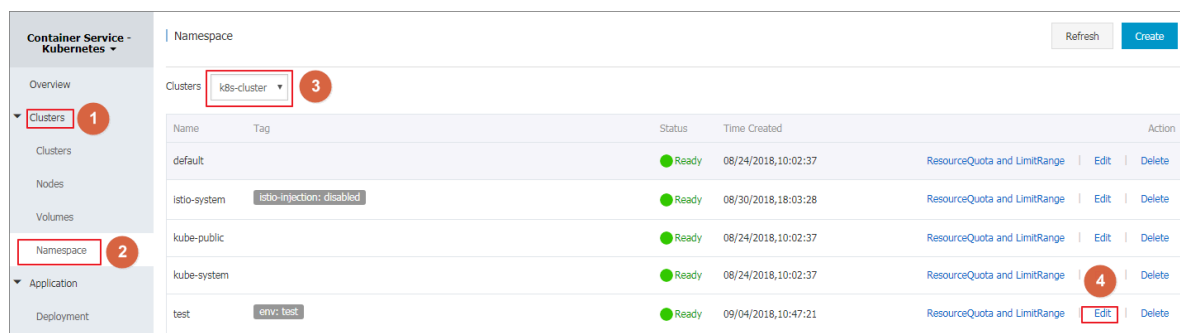 Container Service -
Kubernetes
Overview
Clusters 1
Clusters
Nodes
Volumes
Namespace 2
Application
Deployment
Namespace
Refresh Create
Clusters k8s-cluster 3
Name Tag Status Time Created Action
default Ready 08/24/2018,10:02:37 ResourceQuota and LimitRange | Edit | Delete
istio-system istio-injection: disabled Ready 08/30/2018,18:03:28 ResourceQuota and LimitRange | Edit | Delete
kube-public Ready 08/24/2018,10:02:37 ResourceQuota and LimitRange | Edit | Delete
kube-system Ready 08/24/2018,10:02:37 ResourceQuota and LimitRange | 4 | Delete
test env: test Ready 09/04/2018,10:47:21 ResourceQuota and LimitRange | Edit | Delete